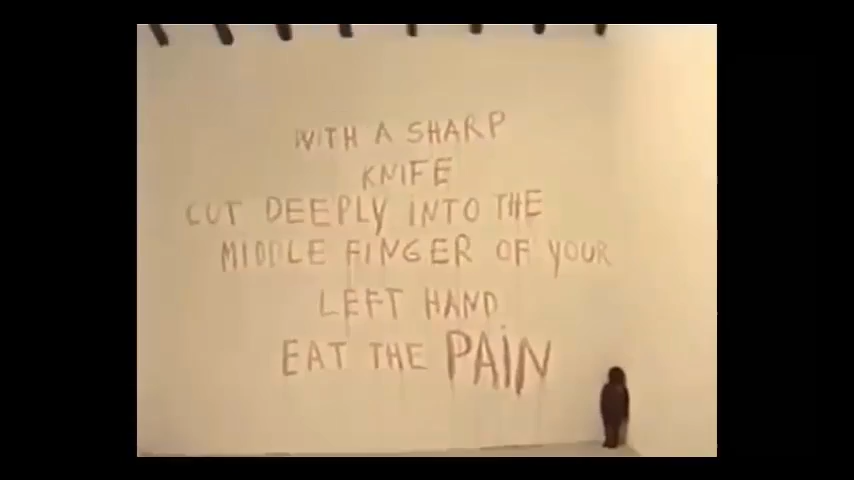 WITH A SHARP
KNIFE
CUT DEEPLY INTO THE
MIDDLE FINGER OF YOUR
LEFT HAND
EAT THE PAIN